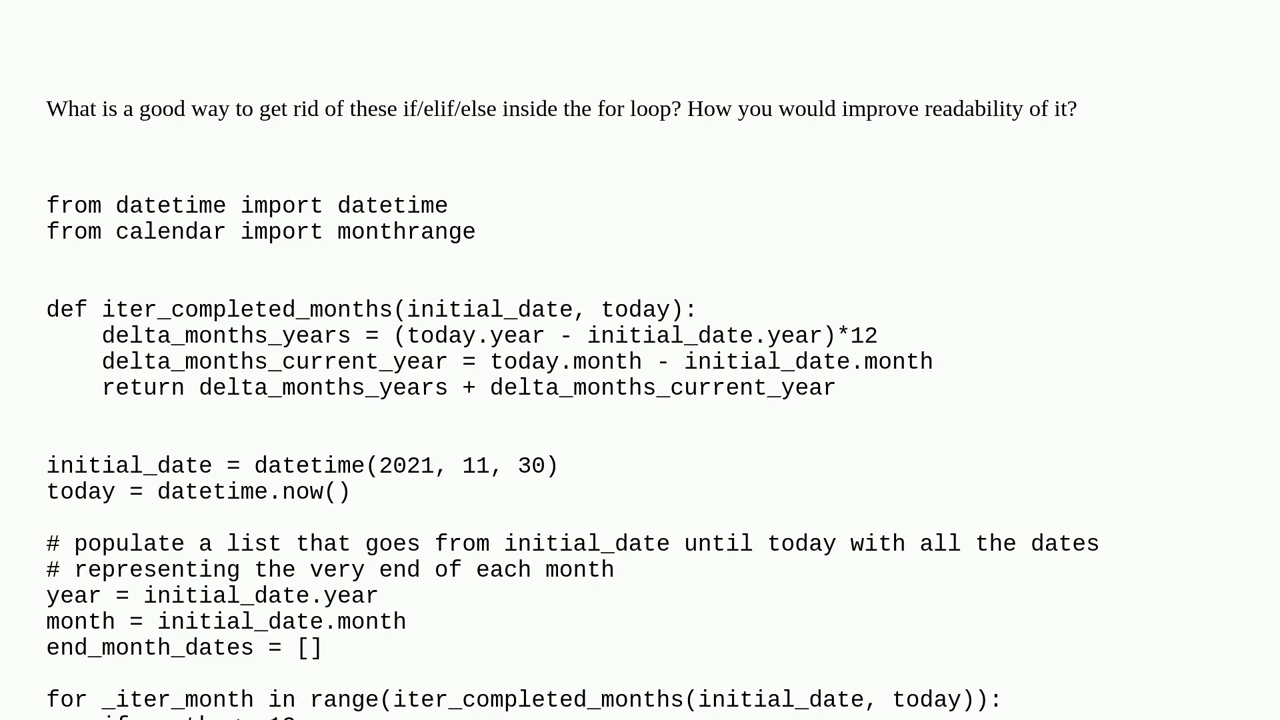 What is a good way to get rid of these if/elif/else inside the for loop? How you would improve readability of it?
from datetime import datetime
from calendar import monthrange
def iter_completed_months(initial_date, today):
    delta_months_years = (today.year - initial_date.year)*12
    delta_months_current_year = today.month - initial_date.month
    return delta_months_years + delta_months_current_year
initial_date = datetime(2021, 11, 30)
today = datetime.now()
# populate a list that goes from initial_date until today with all the dates
# representing the very end of each month
year = initial_date.year
month = initial_date.month
end_month_dates = []
for _iter_month in range(iter_completed_months(initial_date, today)):